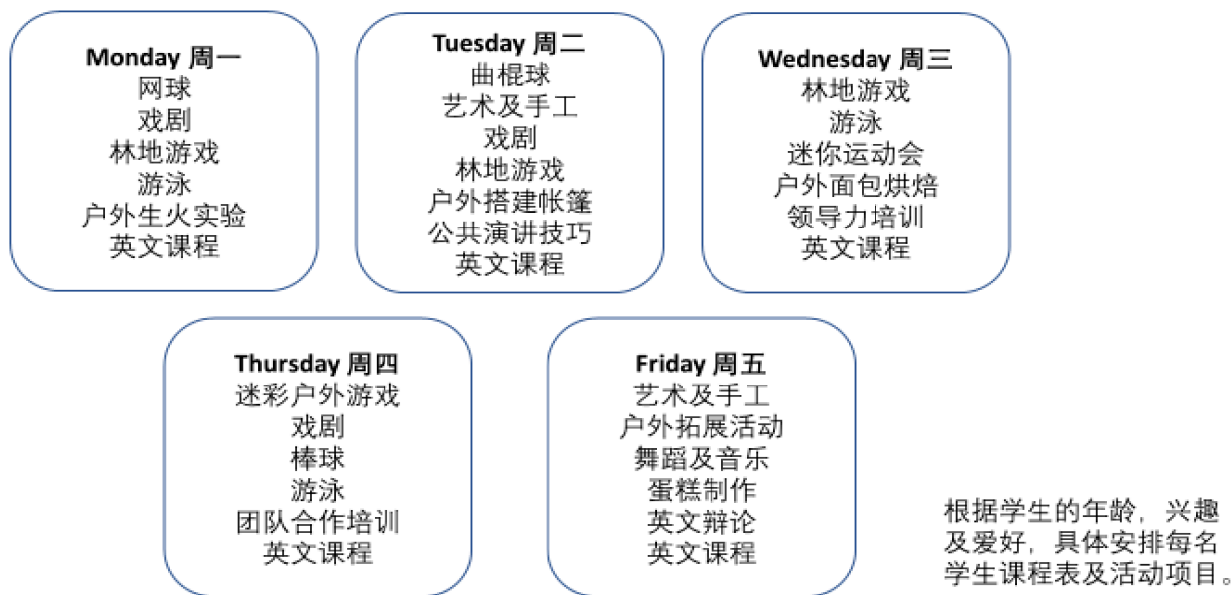 Monday 周一
网球
戏剧
林地游戏
游泳
户外生火实验
英文课程
Tuesday 周二
曲棍球
艺术及手工
戏剧
林地游戏
户外搭建帐篷
公共演讲技巧
英文课程
Wednesday 周三
林地游戏
游泳
迷你运动会
户外面包烘焙
领导力培训
英文课程
Thursday 周四
迷彩户外游戏
戏剧
棒球
游泳
团队合作培训
英文课程
Friday 周五
艺术及手工
户外拓展活动
舞蹈及音乐
蛋糕制作
英文辩论
英文课程
根据学生的年龄，兴趣
及爱好，具体安排每名
学生课程表及活动项目。